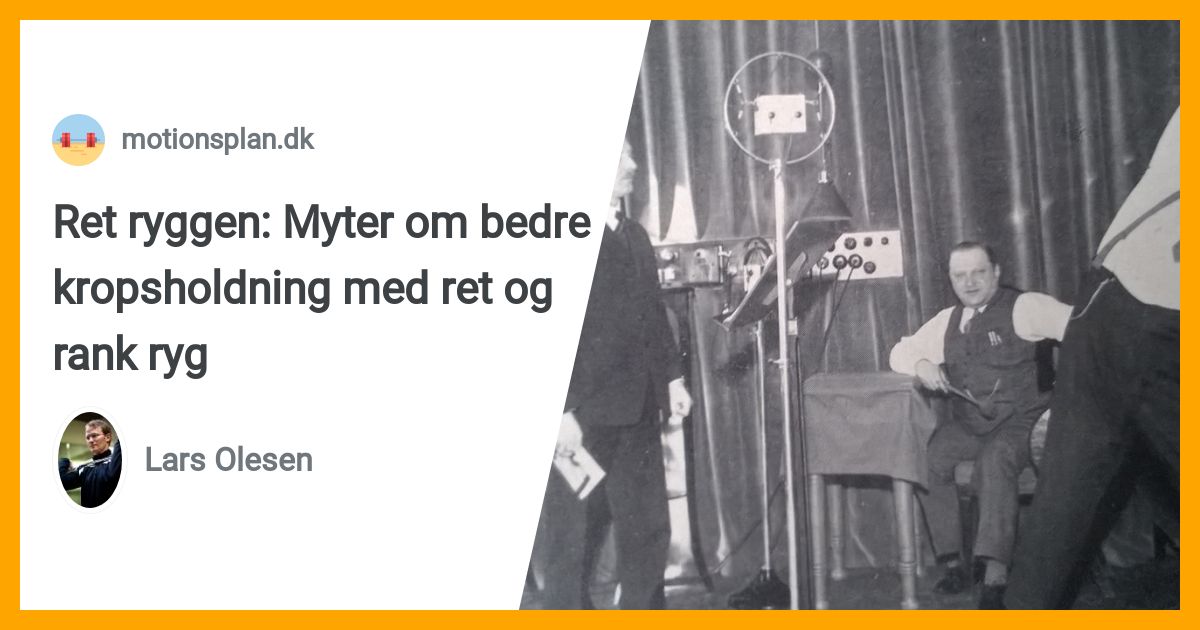 motionsplan.dk
Ret ryggen: Myter om bedre
kropsholdning med ret og
rank ryg
Lars Olesen